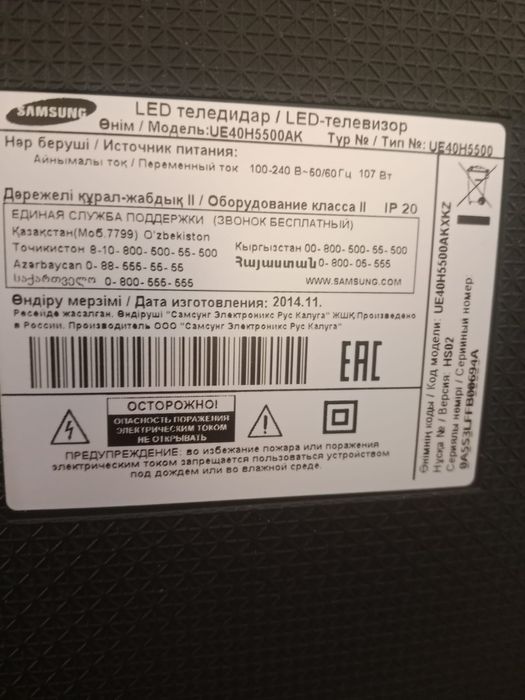 SAMSUNG
LED теледидар / LED-телевизор
Өнім / Модель:UE40H5500AK Түр № / Тип №: UE40H5500
Нәр беруші / Источник питания:
Айнымалы ток / Переменный ток 100-240 В~50/60Гц 107 Вт
Дәрежелі құрал-жабдық II / Оборудование класса II IP 20
ЕДИНАЯ СЛУЖБА ПОДДЕРЖКИ (ЗВОНОК БЕСПЛАТНЫЙ)
Қазақстан(Моб.7799) O'zbekiston
Тоҷикистон 8-10-800-500-55-500 Кыргызстан 00-800-500-55-500
Azərbaycan 0-88-555-55-55 Հայաստան 0-800-05-555
საქართველო 0-800-555-555 WWW.SAMSUNG.COM
Өндіру мерзімі / Дата изготовления: 2014.11.
Ресейде жасалған. Өндіруші "Самсунг Электроникс Рус Калуга" ЖШҚ Произведено
в России. Производитель ООО "Самсунг Электроникс Рус Калуга"
EAC
ОСТОРОЖНО!
ОПАСНОСТЬ ПОРАЖЕНИЯ
ЭЛЕКТРИЧЕСКИМ ТОКОМ
НЕ ОТКРЫВАТЬ
ПРЕДУПРЕЖДЕНИЕ: во избежание пожара или поражения
электрическим током запрещается пользоваться устройством
под дождем или во влажной среде.
Өнімнің коды / Код модели: UE40H5500AKXKZ
Нұсқа № / Версия: HS02
Сериялы нөмірі / Серийный номер: